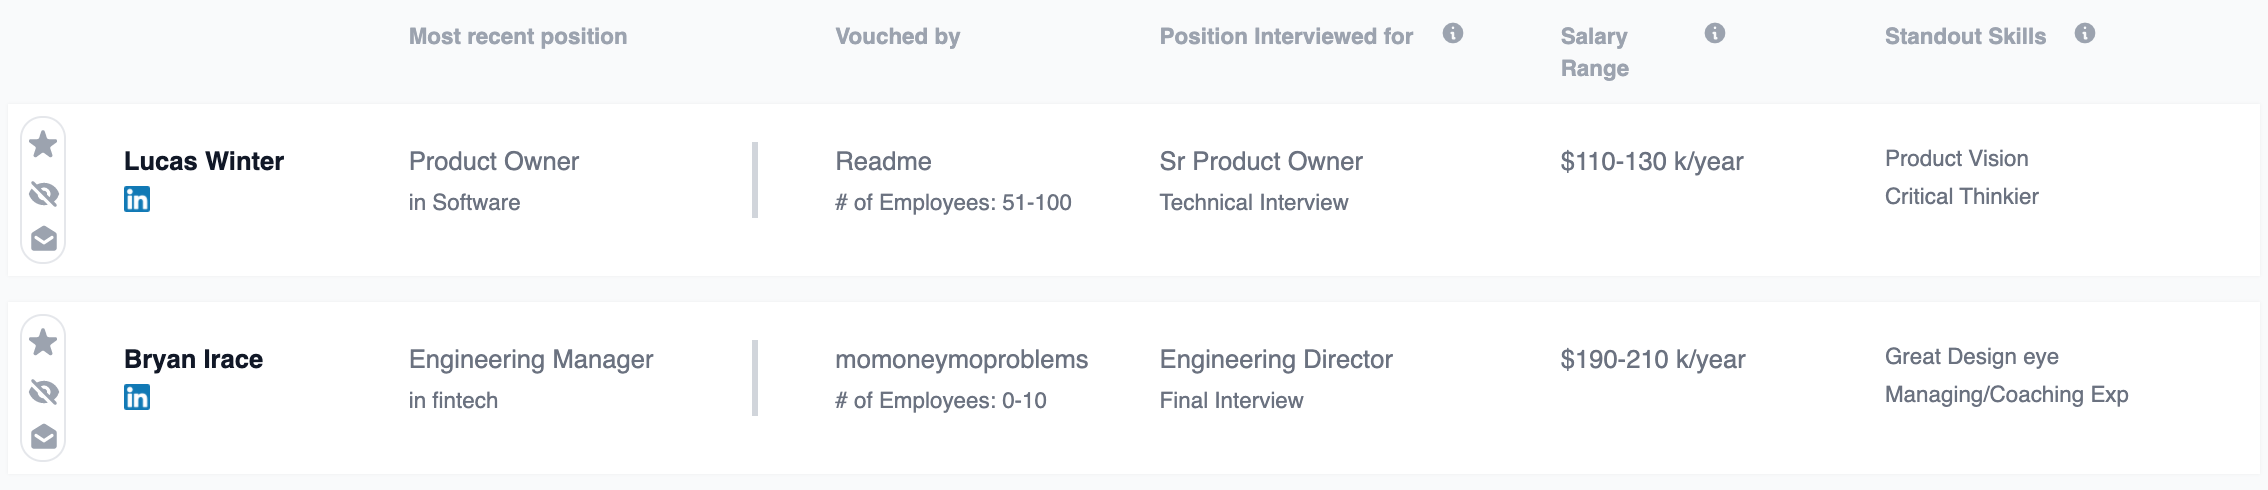 Most recent position
Vouched by
Position Interviewed for
Salary
Range
Standout Skills
Lucas Winter
in
Product Owner
in Software
Readme
# of Employees: 51-100
Sr Product Owner
Technical Interview
$110-130 k/year
Product Vision
Critical Thinkier
Bryan Irace
in
Engineering Manager
in fintech
momoneymoproblems
# of Employees: 0-10
Engineering Director
Final Interview
$190-210 k/year
Great Design eye
Managing/Coaching Exp